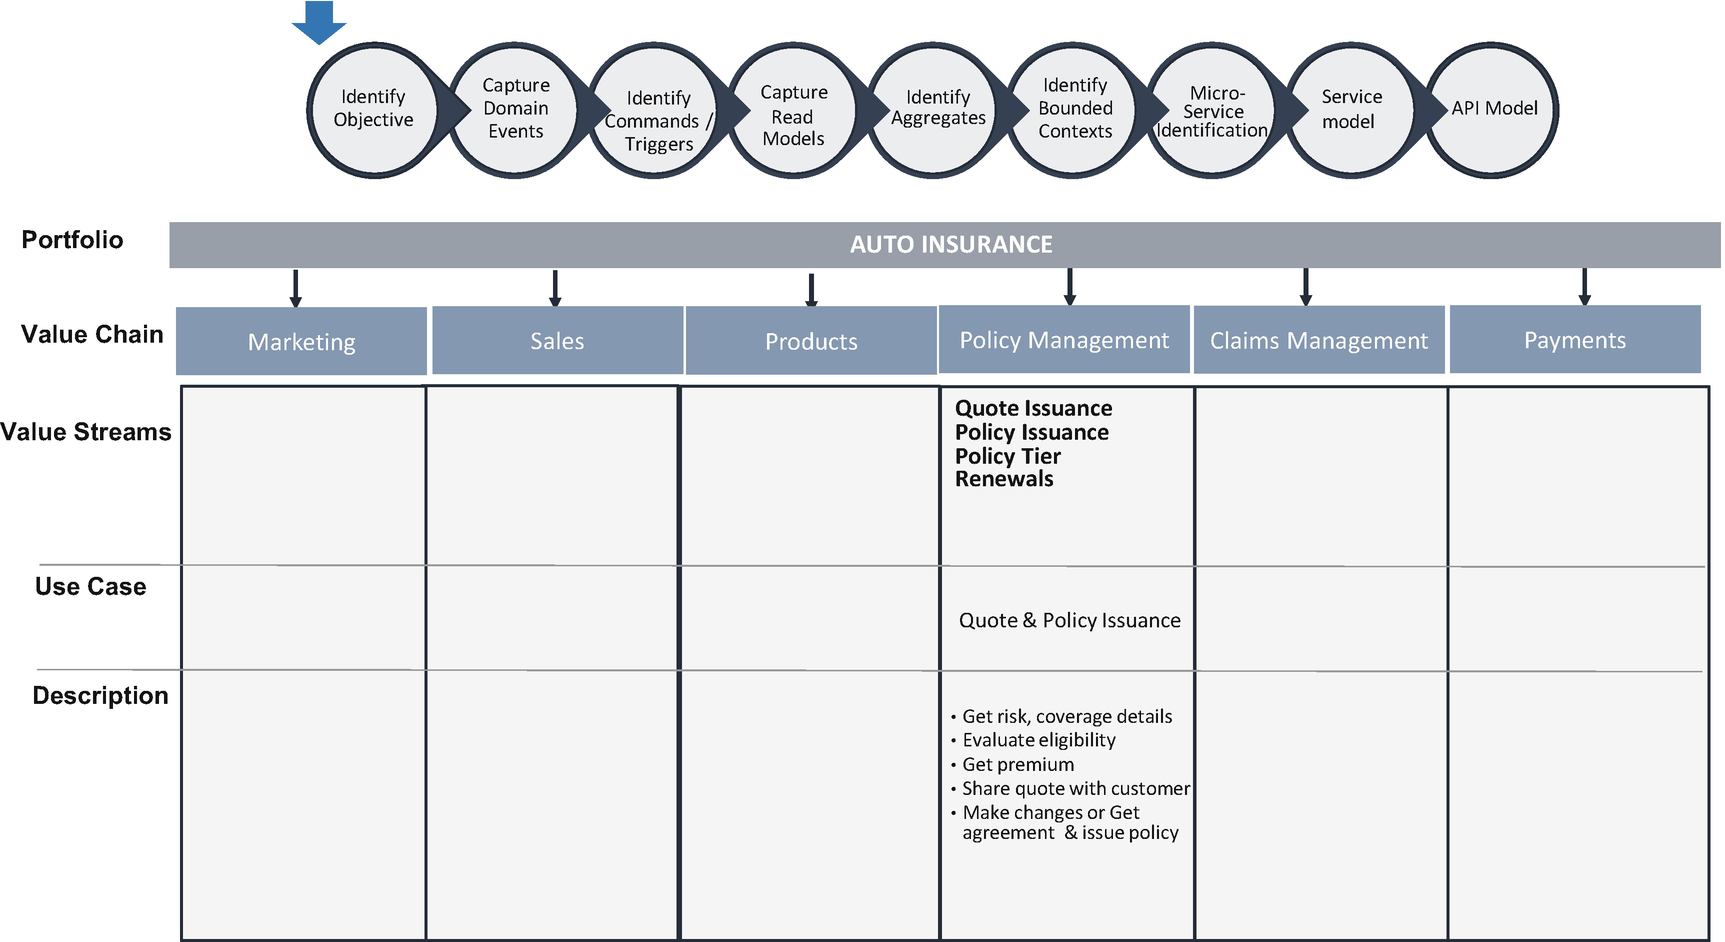 Identify
Objective
Capture
Domain
Events
Identify
Commands /
Triggers
Capture
Read
Models
Identify
Aggregates
Identify
Bounded
Contexts
Micro-
Service
Identification
Service
model
API Model
Portfolio
AUTO INSURANCE
Value Chain
Marketing
Sales
Products
Policy Management
Claims Management
Payments
Value Streams
Quote Issuance
Policy Issuance
Policy Tier
Renewals
Use Case
Quote & Policy Issuance
Description
• Get risk, coverage details
• Evaluate eligibility
• Get premium
• Share quote with customer
• Make changes or Get
agreement & issue policy